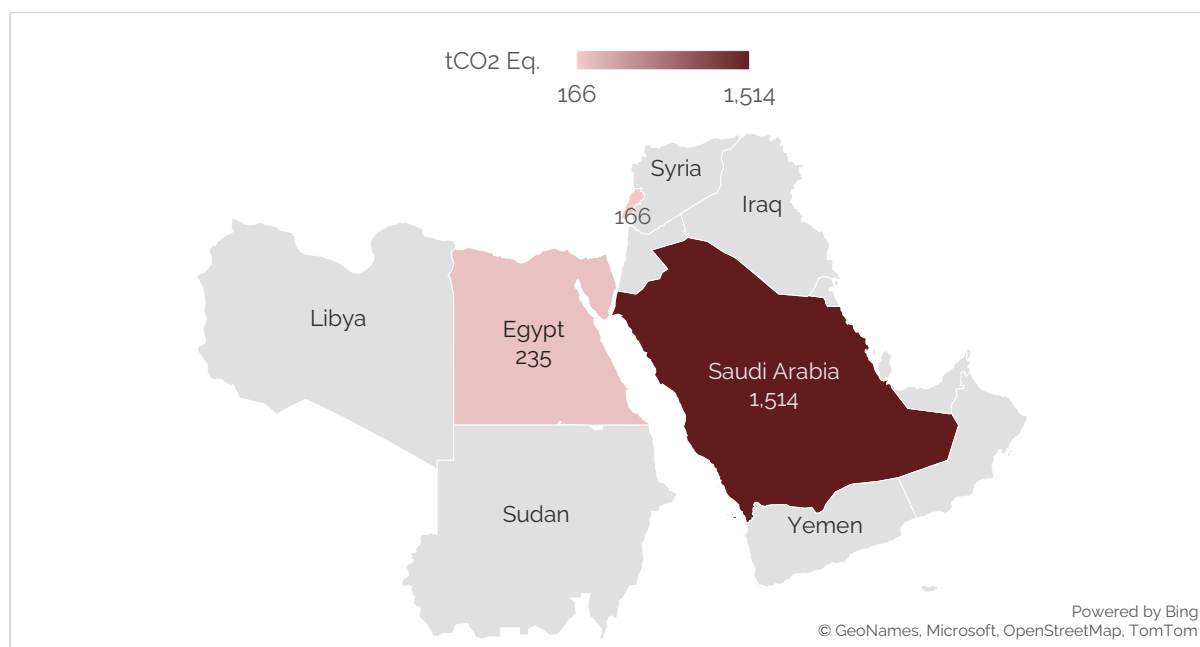 tCO2 Eq.
166 1,514
Syria
Iraq
166
Libya
Egypt
235
Saudi Arabia
1,514
Sudan
Yemen
Powered by Bing
© GeoNames, Microsoft, OpenStreetMap, TomTom